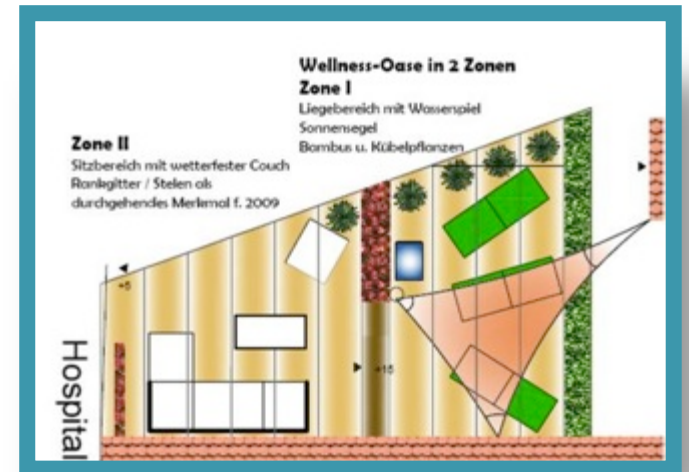 Wellness-Oase in 2 Zonen
Zone I
Liegebereich mit Wasserspiel
Sonnensegel
Bambus u. Kübelpflanzen
Zone II
Sitzbereich mit wetterfester Couch
Rankgitter / Stelen als
durchgehendes Merkmal f. 2009
+5
+15
Hospital